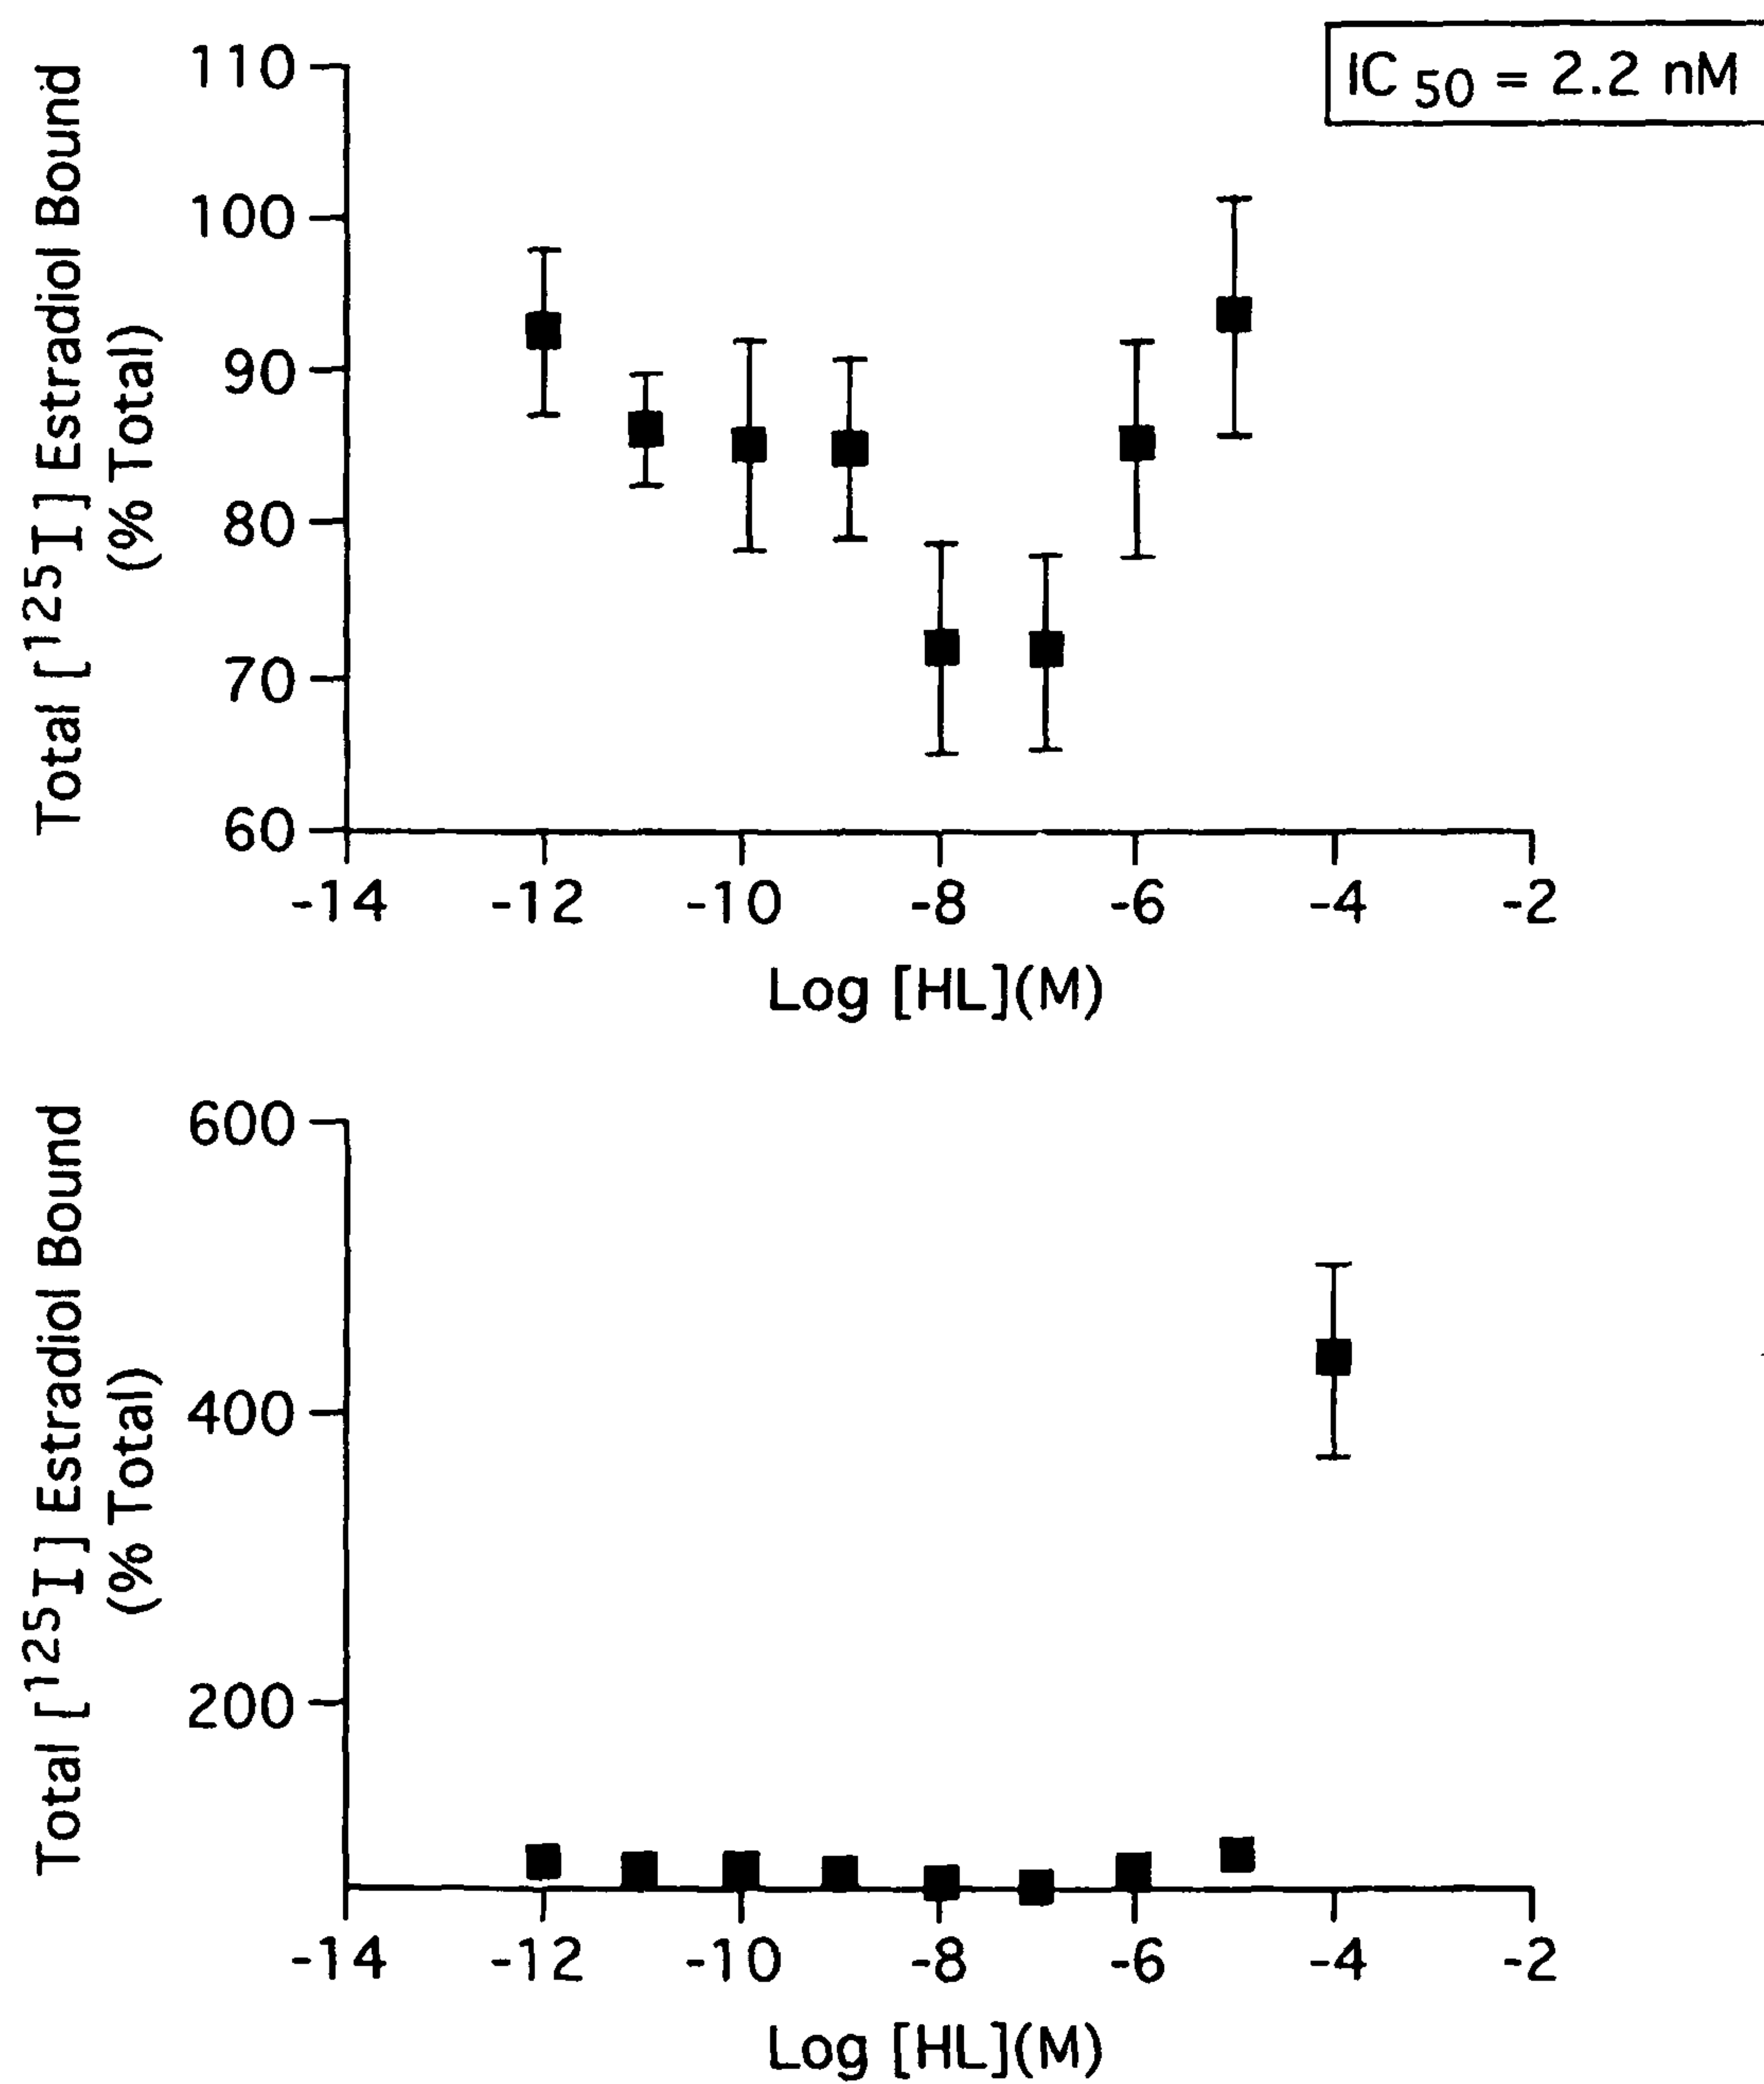 IC 50 = 2.2 nM
Total [125I] Estradiol Bound
(% Total)
110
100
90
80
70
60
-14 -12 -10 -8 -6 -4 -2
Log [HL](M)
Total [125I] Estradiol Bound
(% Total)
600
400
200
-14 -12 -10 -8 -6 -4 -2
Log [HL](M)